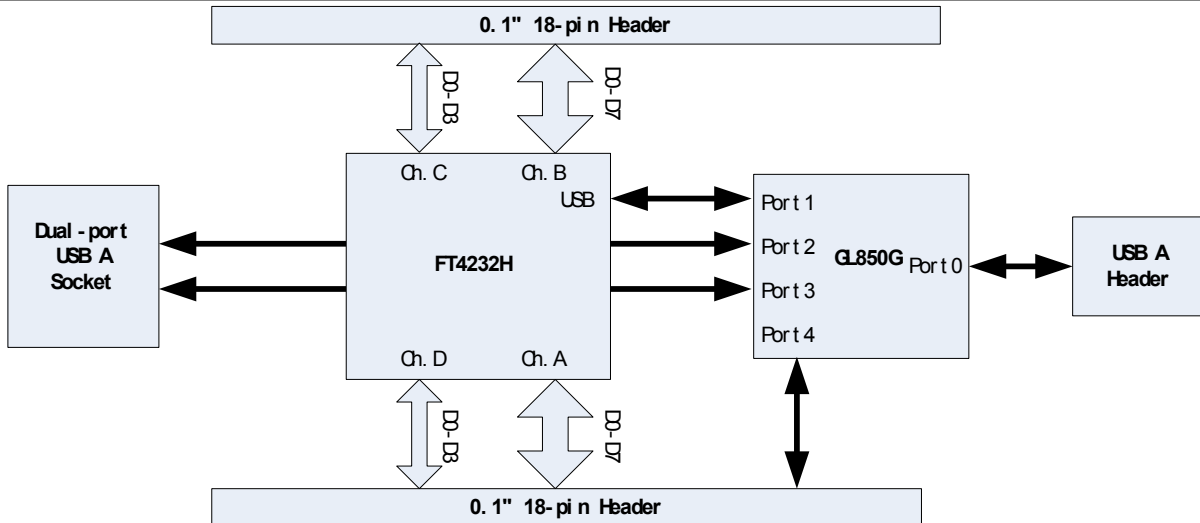 0.1" 18-pin Header
D0-D3
D0-D7
Ch. C
Ch. B
USB
Dual-port
USB A
Socket
FT4232H
Port 1
Port 2
GL850G
Port 0
Port 3
Port 4
USB A
Header
Ch. D
Ch. A
D0-D3
D0-D7
0.1" 18-pin Header